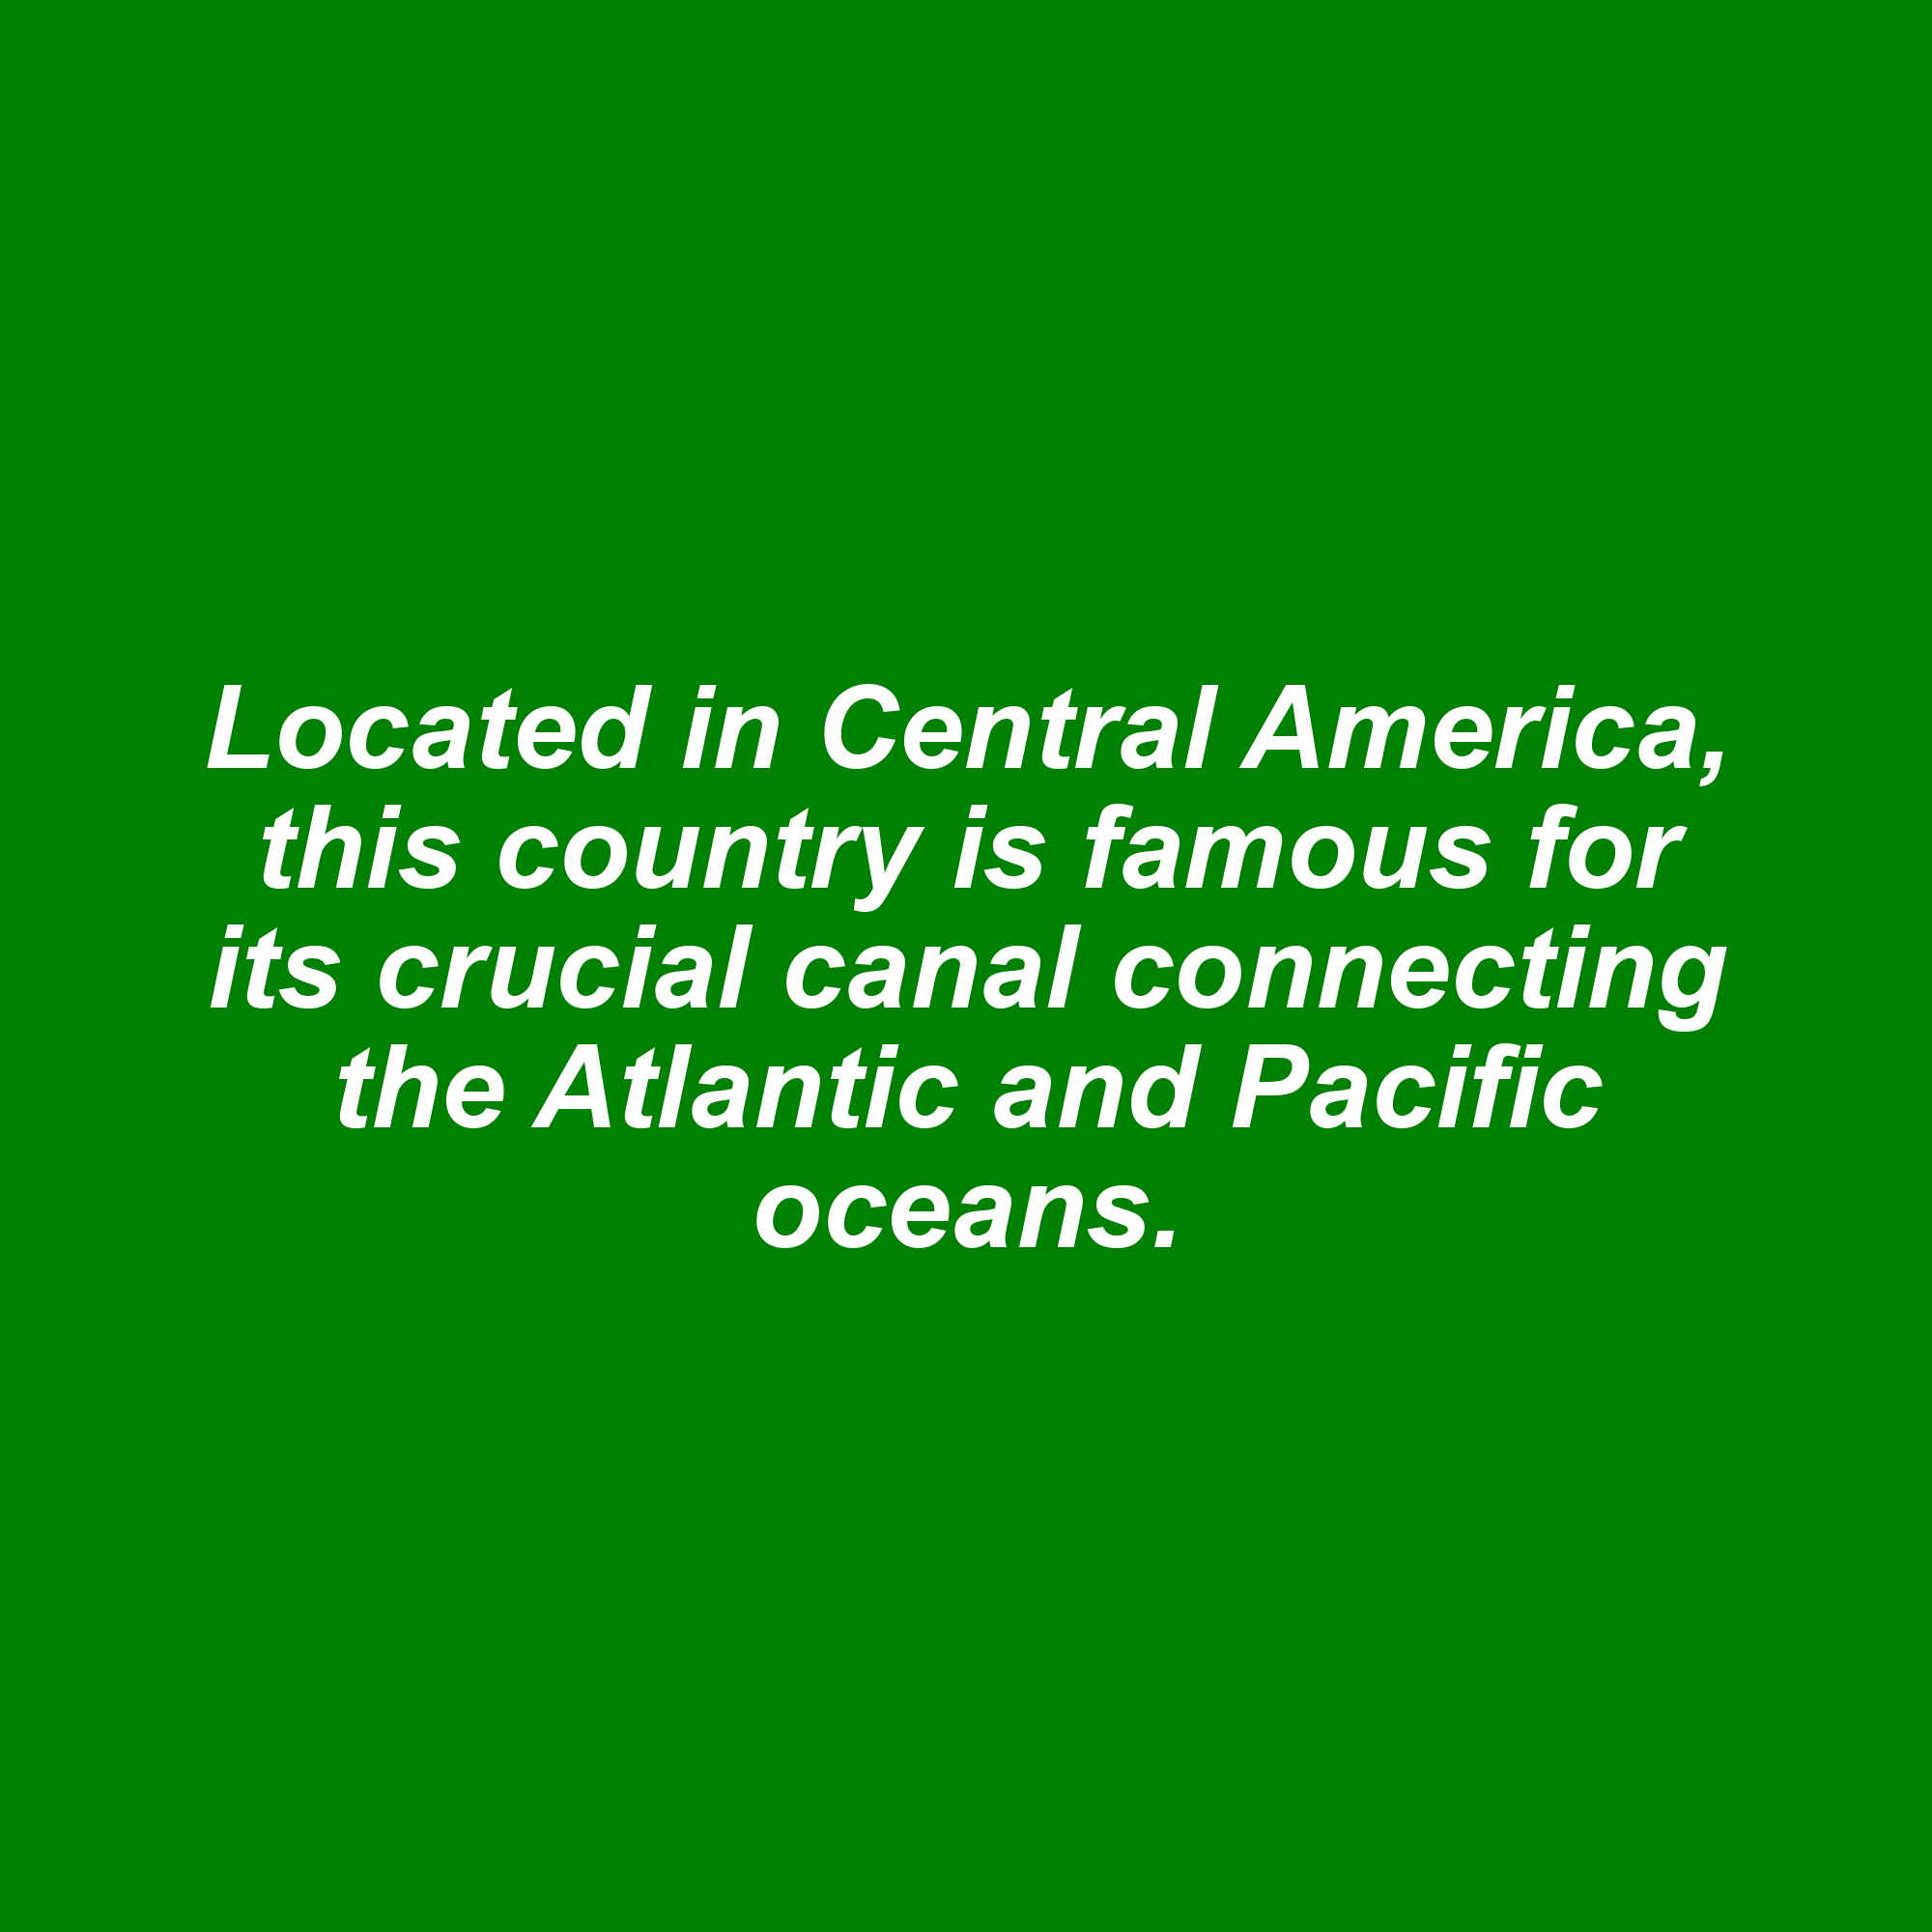 Located in Central America,
this country is famous for
its crucial canal connecting
the Atlantic and Pacific
oceans.